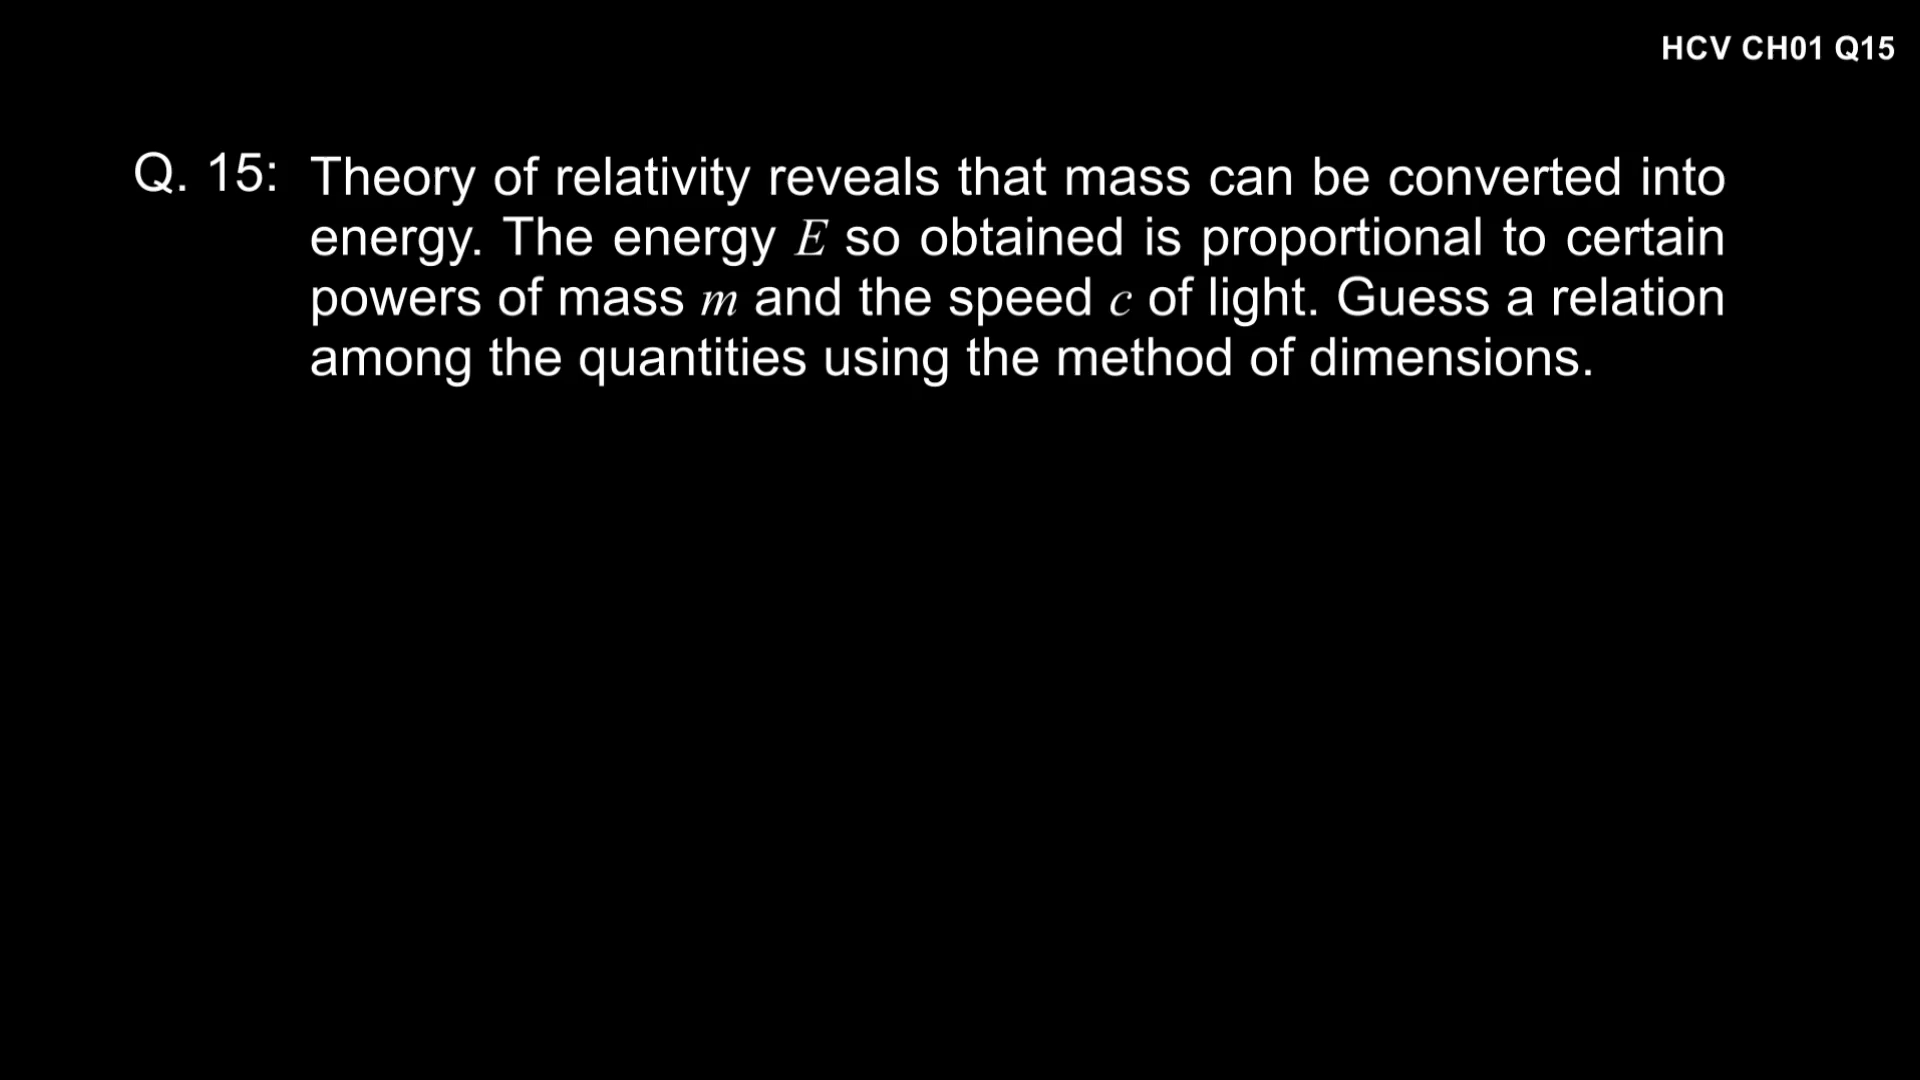 HCV CH01 Q15
Q. 15: Theory of relativity reveals that mass can be converted into
energy. The energy E so obtained is proportional to certain
powers of mass m and the speed c of light. Guess a relation
among the quantities using the method of dimensions.